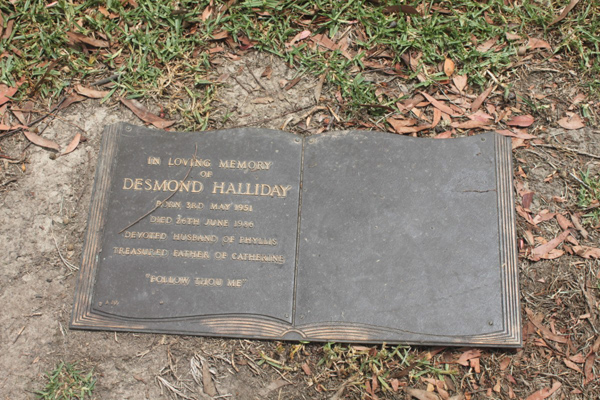 IN LOVING MEMORY
OF
DESMOND HALLIDAY
BORN 3RD MAY 1951
DIED 26TH JUNE 1986
DEVOTED HUSBAND OF PHYLLIS
TREASURED FATHER OF CATHERINE
"FOLLOW THOU ME"